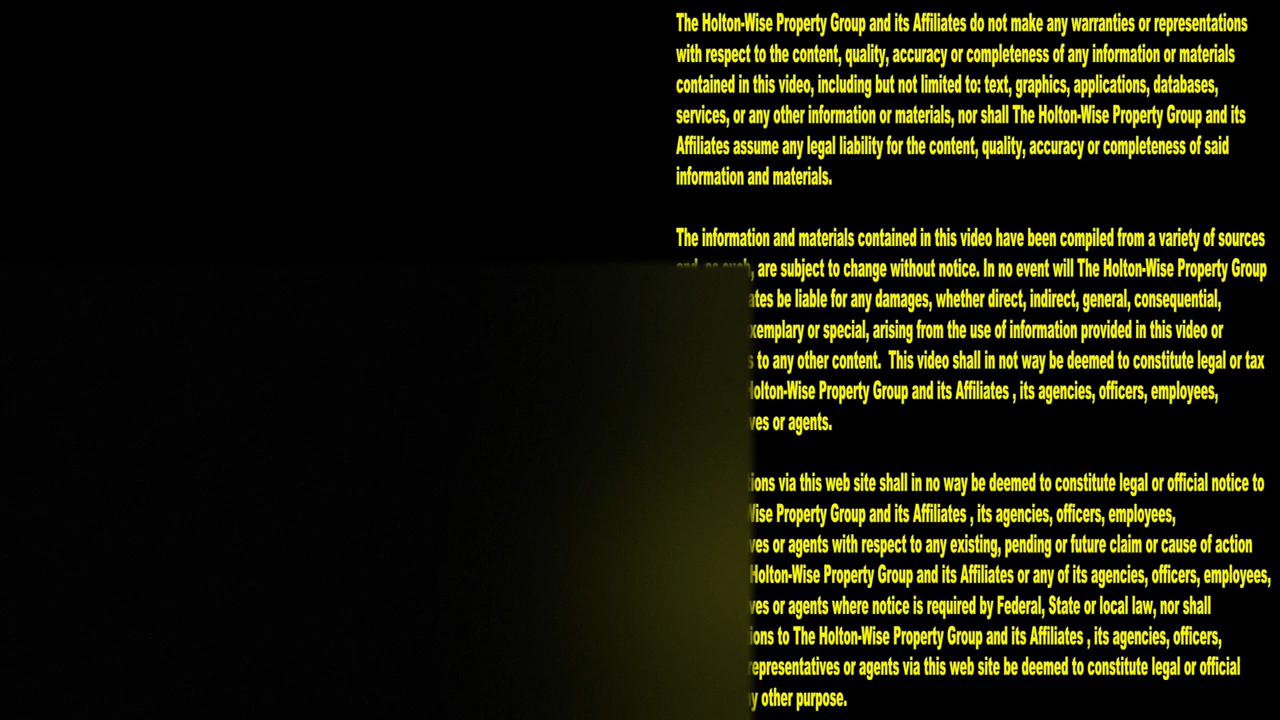 The Holton-Wise Property Group and its Affiliates do not make any warranties or representations
with respect to the content, quality, accuracy or completeness of any information or materials
contained in this video, including but not limited to: text, graphics, applications, databases,
services, or any other information or materials, nor shall The Holton-Wise Property Group and its
Affiliates assume any legal liability for the content, quality, accuracy or completeness of said
information and materials.
The information and materials contained in this video have been compiled from a variety of sources
and, as such, are subject to change without notice. In no event will The Holton-Wise Property Group
be liable for any damages, whether direct, indirect, general, consequential,
or special, arising from the use of information provided in this video or
to any other content. This video shall in not way be deemed to constitute legal or tax
Property Group and its Affiliates , its agencies, officers, employees,
or agents.
via this web site shall in no way be deemed to constitute legal or official notice to
Property Group and its Affiliates , its agencies, officers, employees,
or agents with respect to any existing, pending or future claim or cause of action
Holton-Wise Property Group and its Affiliates or any of its agencies, officers, employees,
or agents where notice is required by Federal, State or local law, nor shall
to The Holton-Wise Property Group and its Affiliates , its agencies, officers,
representatives or agents via this web site be deemed to constitute legal or official
other purpose.